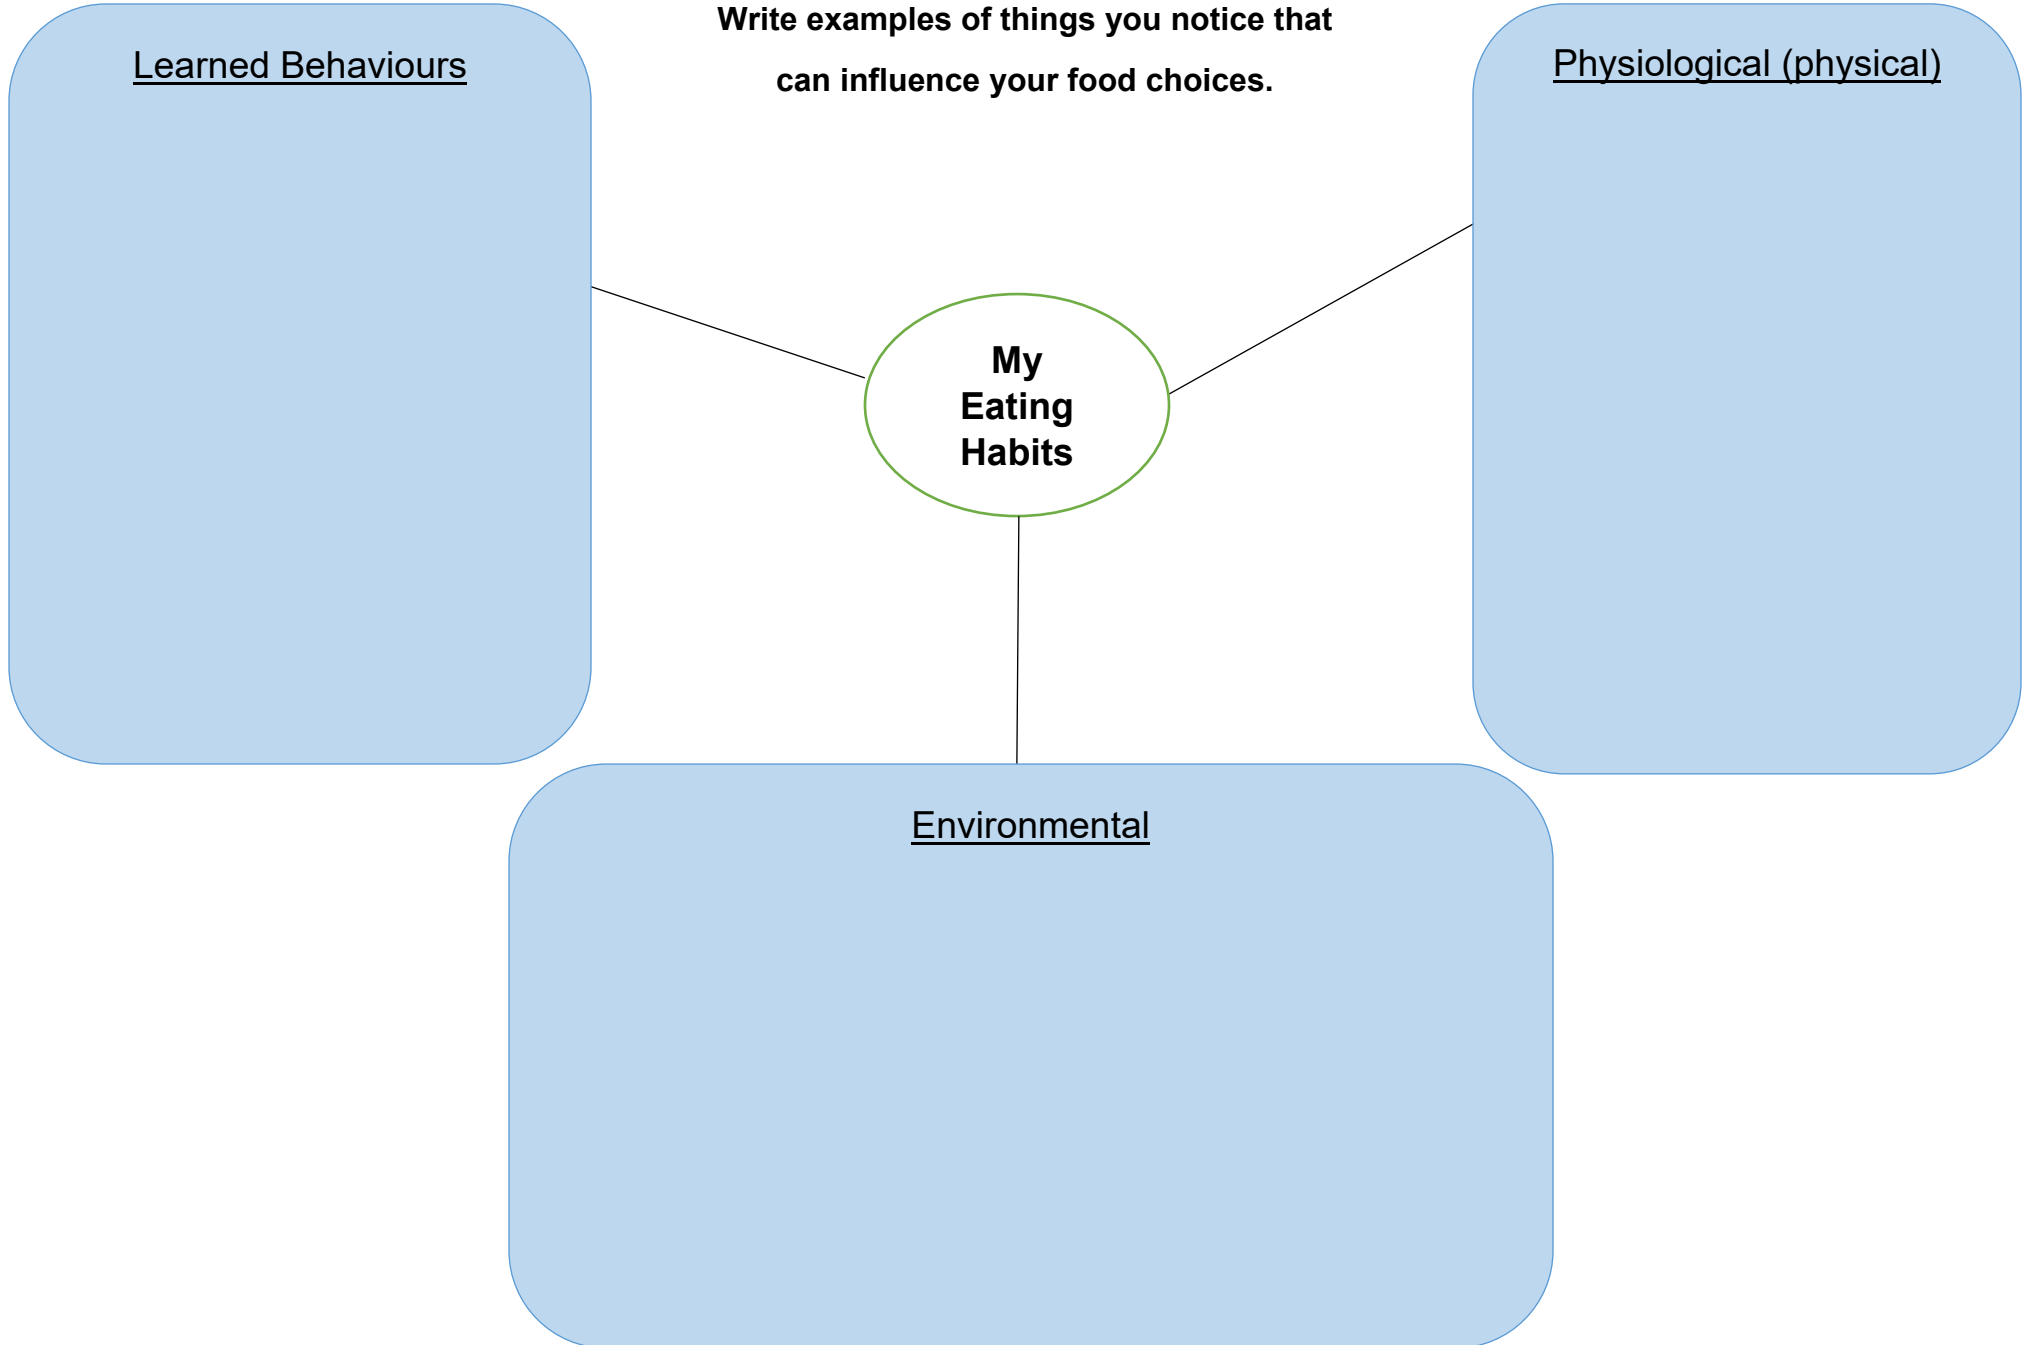 Write examples of things you notice that
can influence your food choices.
Learned Behaviours
Physiological (physical)
My
Eating
Habits
Environmental